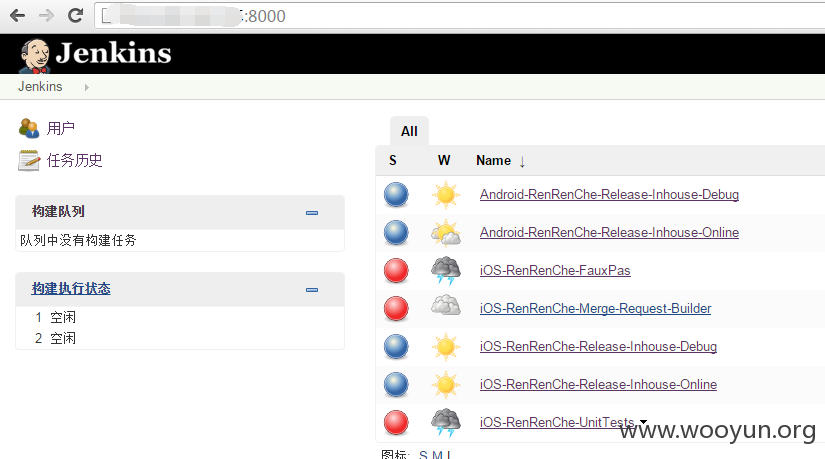 :8000
Jenkins
Jenkins
用户
任务历史
构建队列
队列中没有构建任务
构建执行状态
1 空闲
2 空闲
All
S W Name ↓
Android-RenRenChe-Release-Inhouse-Debug
Android-RenRenChe-Release-Inhouse-Online
iOS-RenRenChe-FauxPas
iOS-RenRenChe-Merge-Request-Builder
iOS-RenRenChe-Release-Inhouse-Debug
iOS-RenRenChe-Release-Inhouse-Online
iOS-RenRenChe-UnitTests
www.wooyun.org
图标: S M L